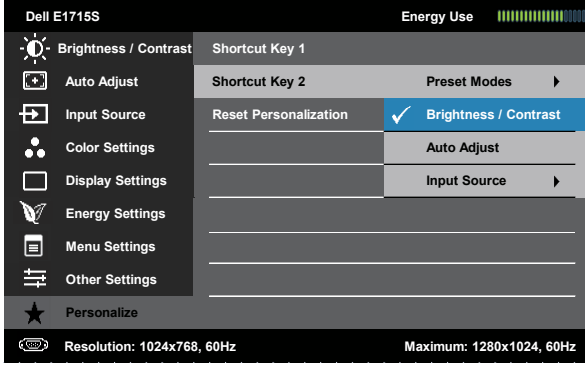 Dell E1715S Energy Use
Brightness / Contrast Shortcut Key 1
Auto Adjust Shortcut Key 2 Preset Modes
Input Source Reset Personalization Brightness / Contrast
Color Settings Auto Adjust
Display Settings Input Source
Energy Settings
Menu Settings
Other Settings
Personalize
Resolution: 1024x768, 60Hz Maximum: 1280x1024, 60Hz